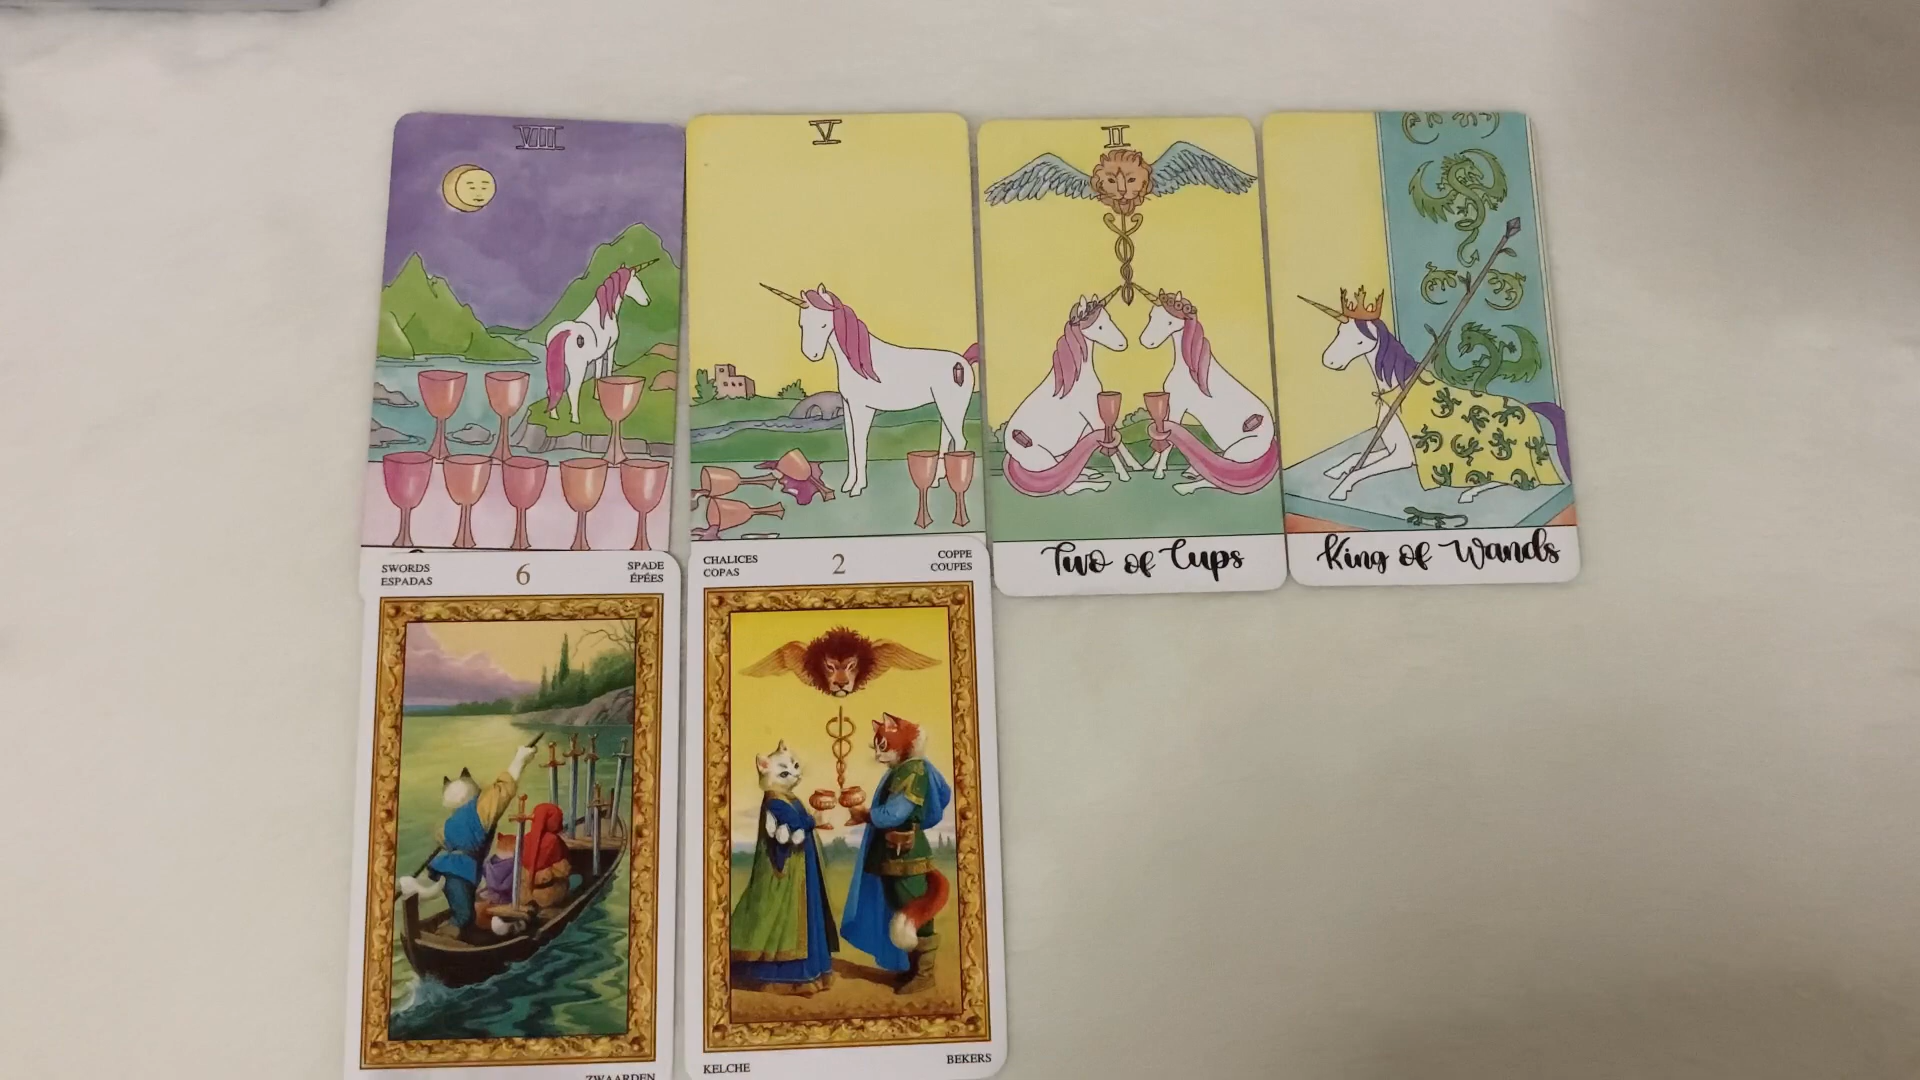 VIII
V
II
Two of Cups
King of Wands
SWORDS
ESPADAS
6
SPADE
ÉPÉES
CHALICES
COPAS
2
COPPE
COUPES
ZWAARDEN
KELCHE
BEKERS